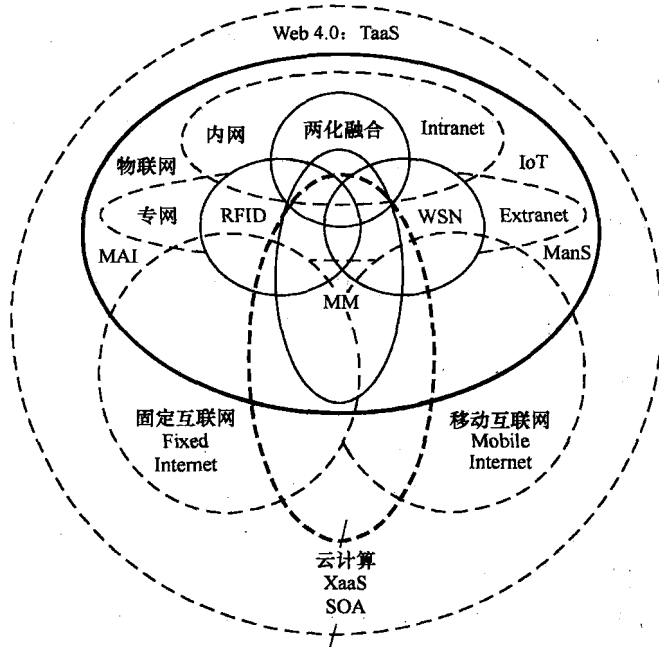 Web 4.0：TaaS
内网
两化融合
Intranet
物联网
IoT
专网
RFID
WSN
Extranet
MAI
ManS
MM
固定互联网
Fixed
Internet
移动互联网
Mobile
Internet
云计算
XaaS
SOA